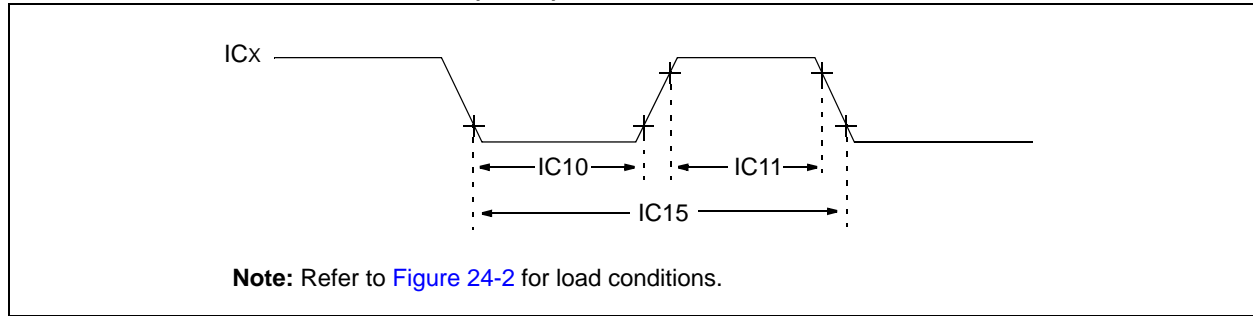 ICX
IC10
IC11
IC15
Note: Refer to Figure 24-2 for load conditions.